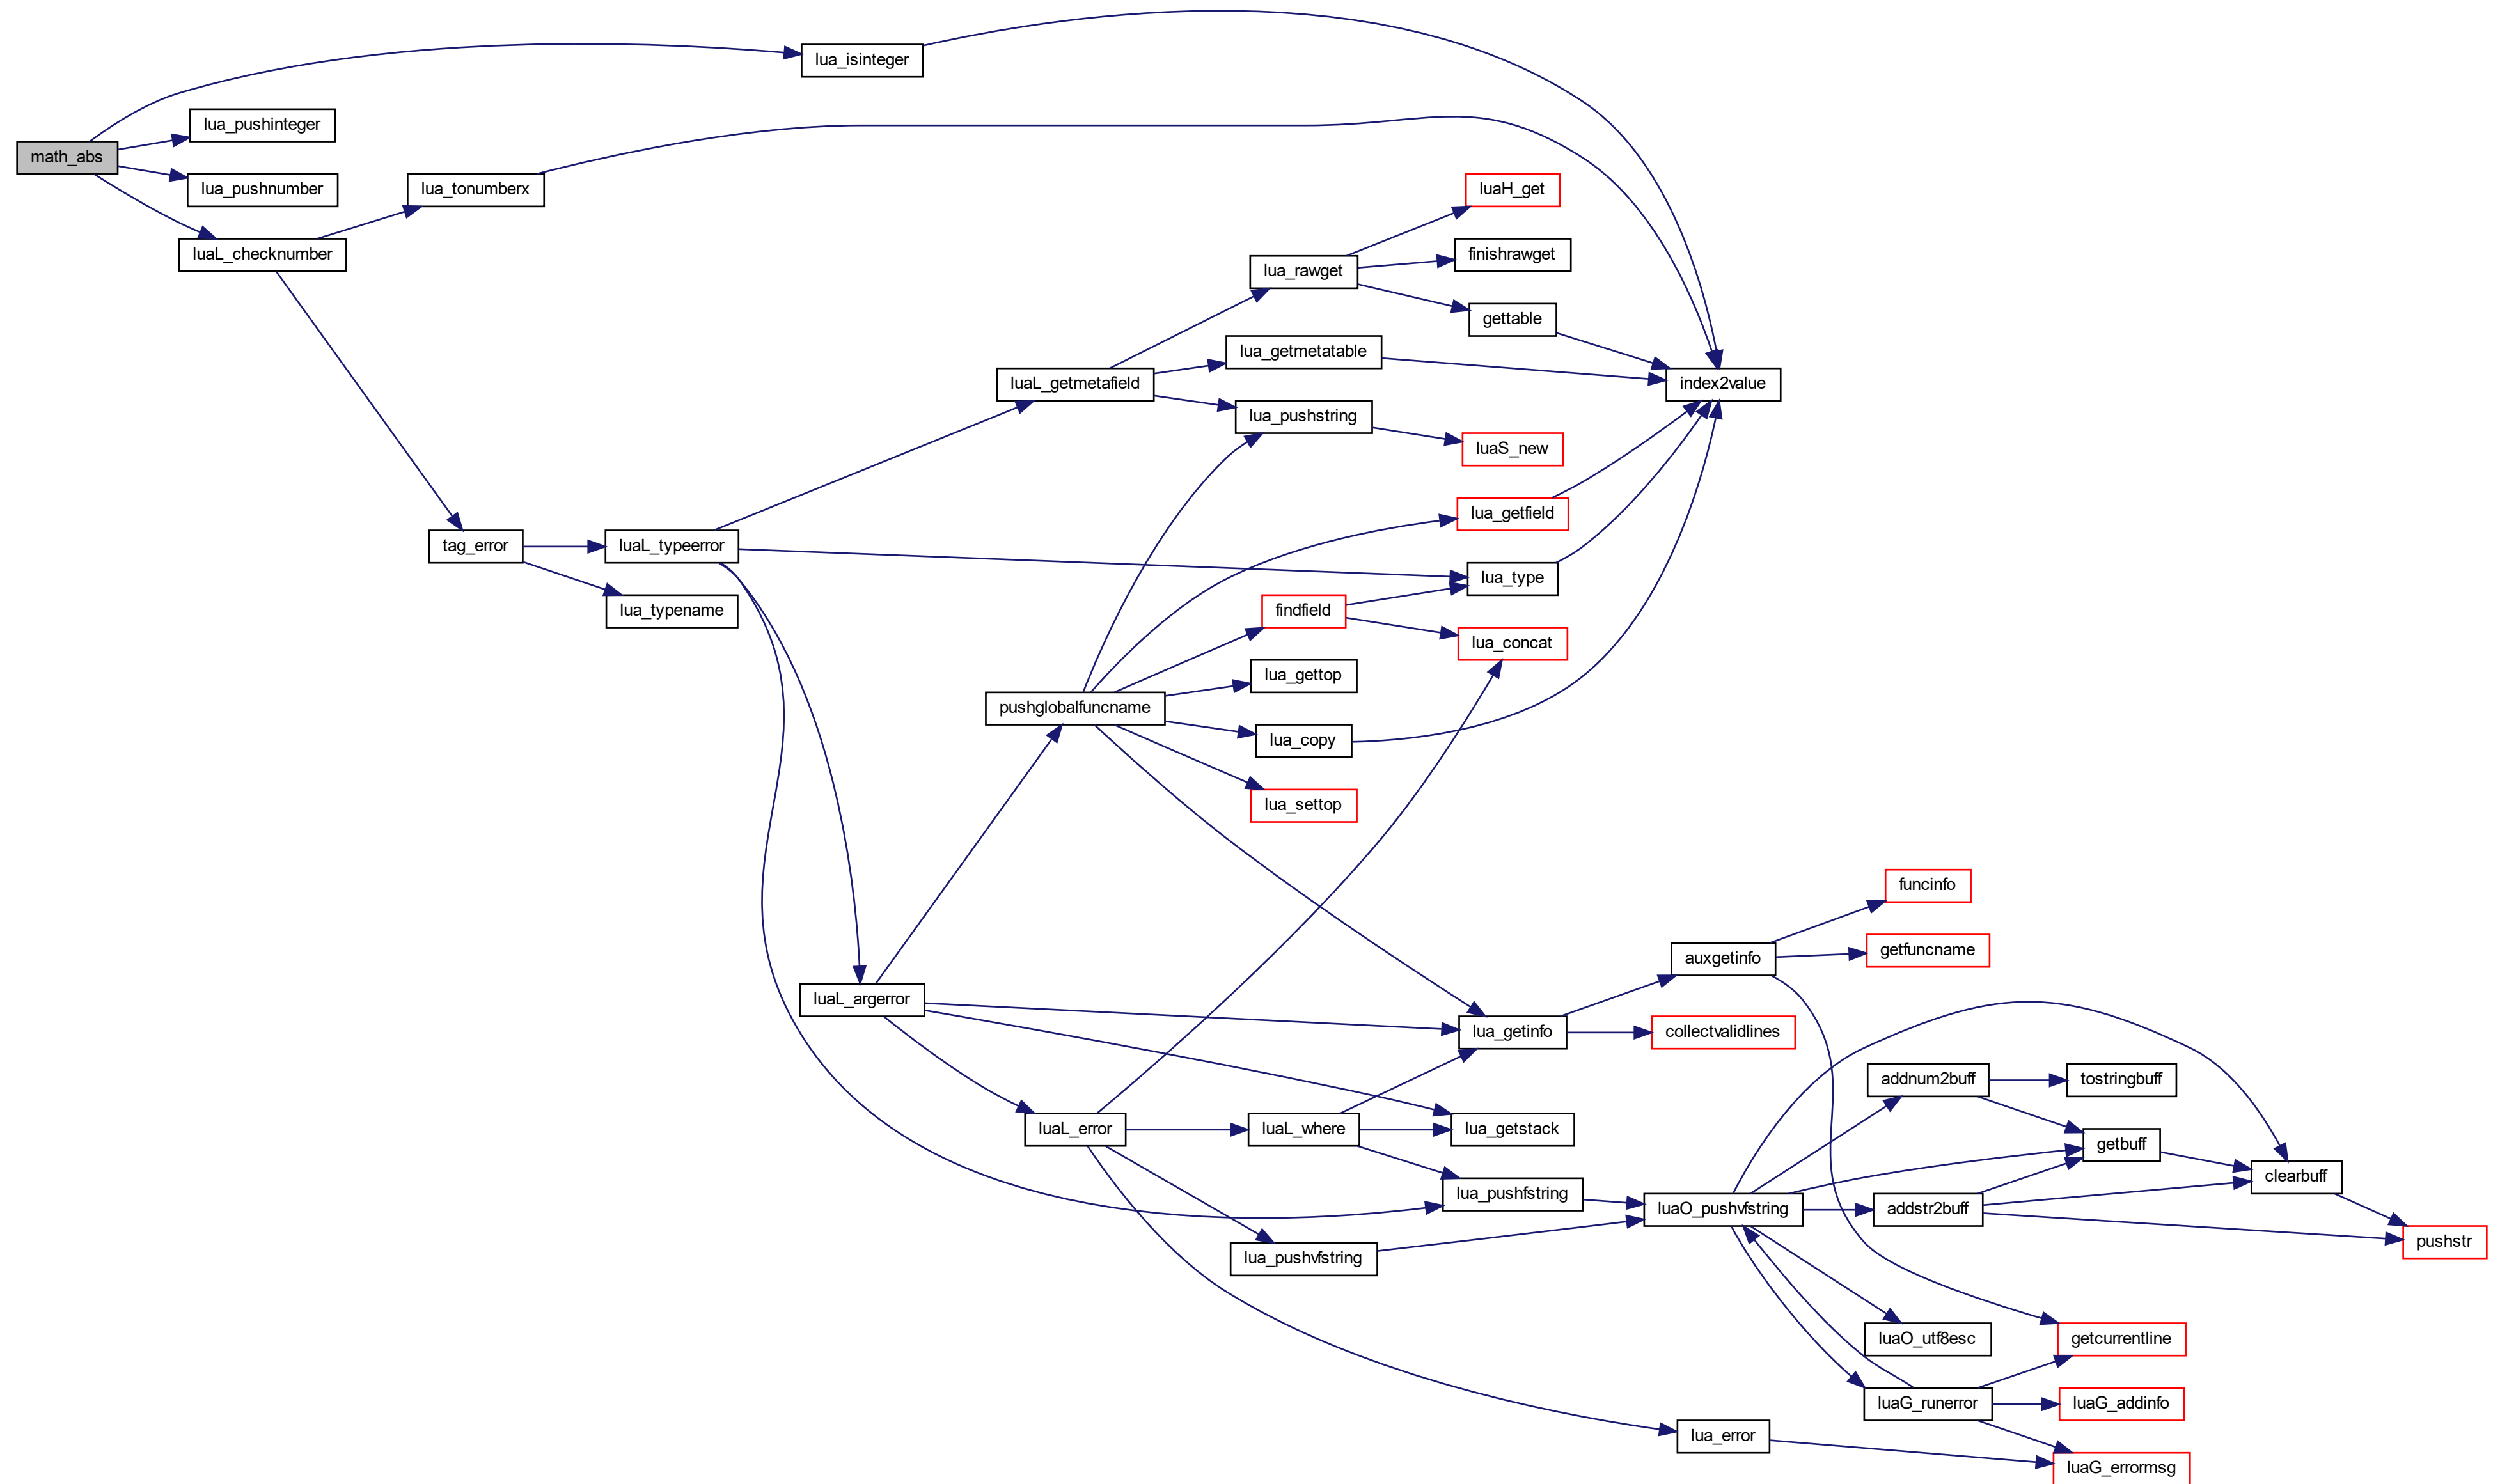 lua_isinteger
lua_pushinteger
math_abs
lua_pushnumber
lua_tonumberx
luaL_checknumber
luaH_get
finishrawget
lua_rawget
gettable
lua_getmetatable
luaL_getmetafield
index2value
lua_pushstring
luaS_new
lua_getfield
tag_error
luaL_typeerror
lua_type
lua_typename
findfield
lua_concat
lua_gettop
pushglobalfuncname
lua_copy
lua_settop
funcinfo
getfuncname
auxgetinfo
luaL_argerror
lua_getinfo
collectvalidlines
addnum2buff
tostringbuff
luaL_error
luaL_where
lua_getstack
getbuff
clearbuff
lua_pushfstring
luaO_pushvfstring
addstr2buff
pushstr
lua_pushvfstring
luaO_utf8esc
getcurrentline
luaG_runerror
luaG_addinfo
lua_error
luaG_errormsg